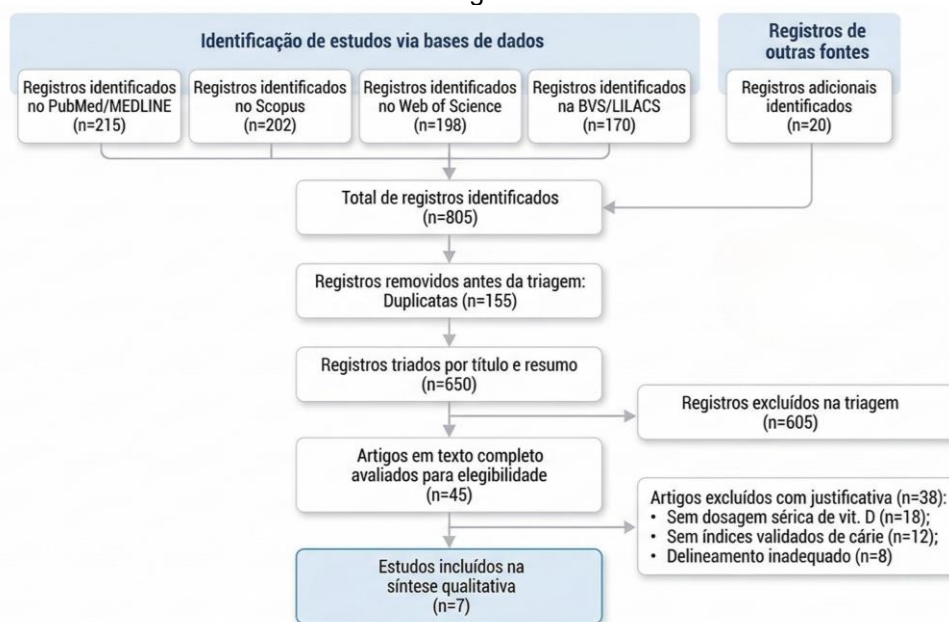 Identificação de estudos via bases de dados
Registros de
outras fontes
Registros identificados
no PubMed/MEDLINE
(n=215)
Registros identificados
no Scopus
(n=202)
Registros identificados
no Web of Science
(n=198)
Registros identificados
na BVS/LILACS
(n=170)
Registros adicionais
identificados
(n=20)
Total de registros identificados
(n=805)
Registros removidos antes da triagem:
Duplicatas (n=155)
Registros triados por título e resumo
(n=650)
Registros excluídos na triagem
(n=605)
Artigos em texto completo
avaliados para elegibilidade
(n=45)
Artigos excluídos com justificativa (n=38):
• Sem dosagem sérica de vit. D (n=18);
• Sem índices validados de cárie (n=12);
• Delineamento inadequado (n=8)
Estudos incluídos na
síntese qualitativa
(n=7)